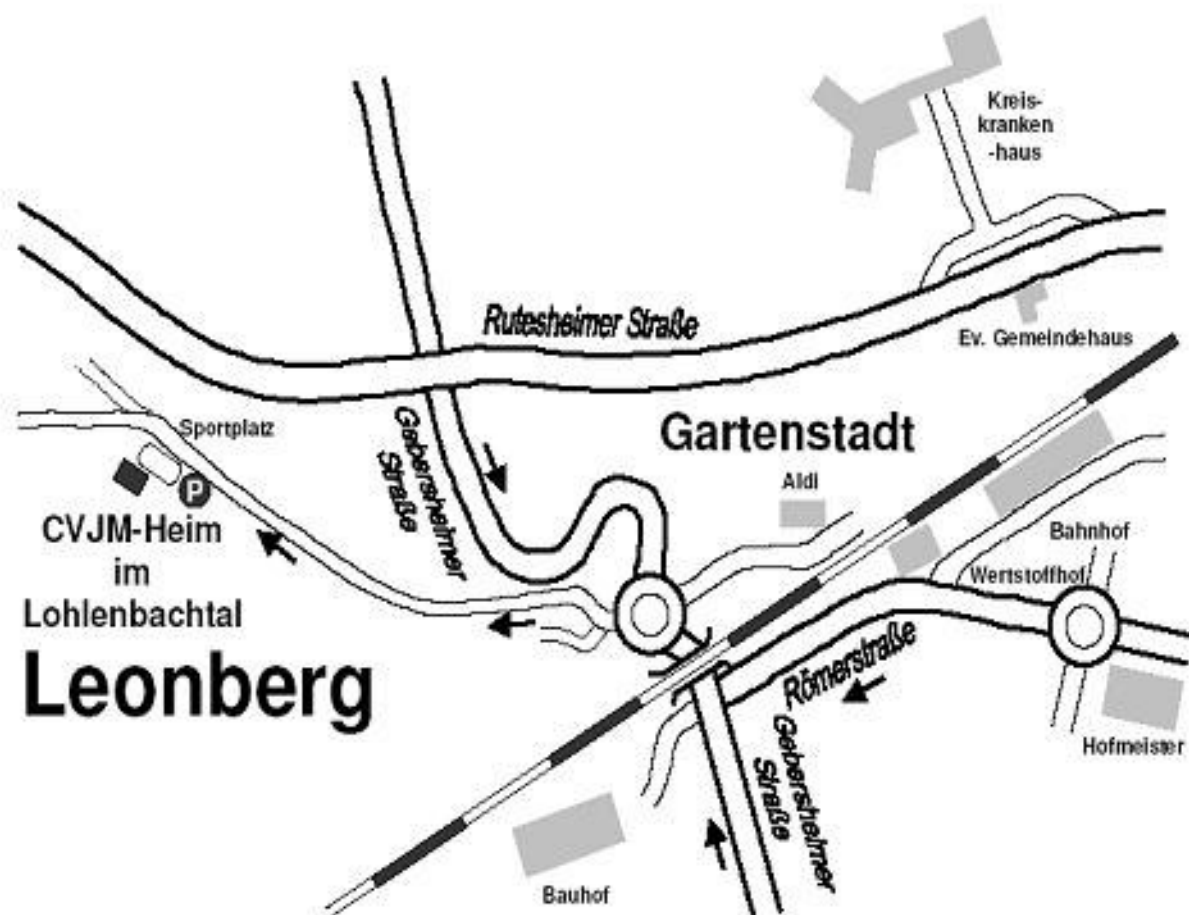 Kreis-
kranken
-haus
Rutesheimer Straße
Ev. Gemeindehaus
Gebersheimer
Straße
Sportplatz
Gartenstadt
Aldi
P
CVJM-Heim
im
Lohlenbachtal
Bahnhof
Wertstoffhof
Leonberg
Römerstraße
Gebersheimer
Straße
Hofmeister
Bauhof